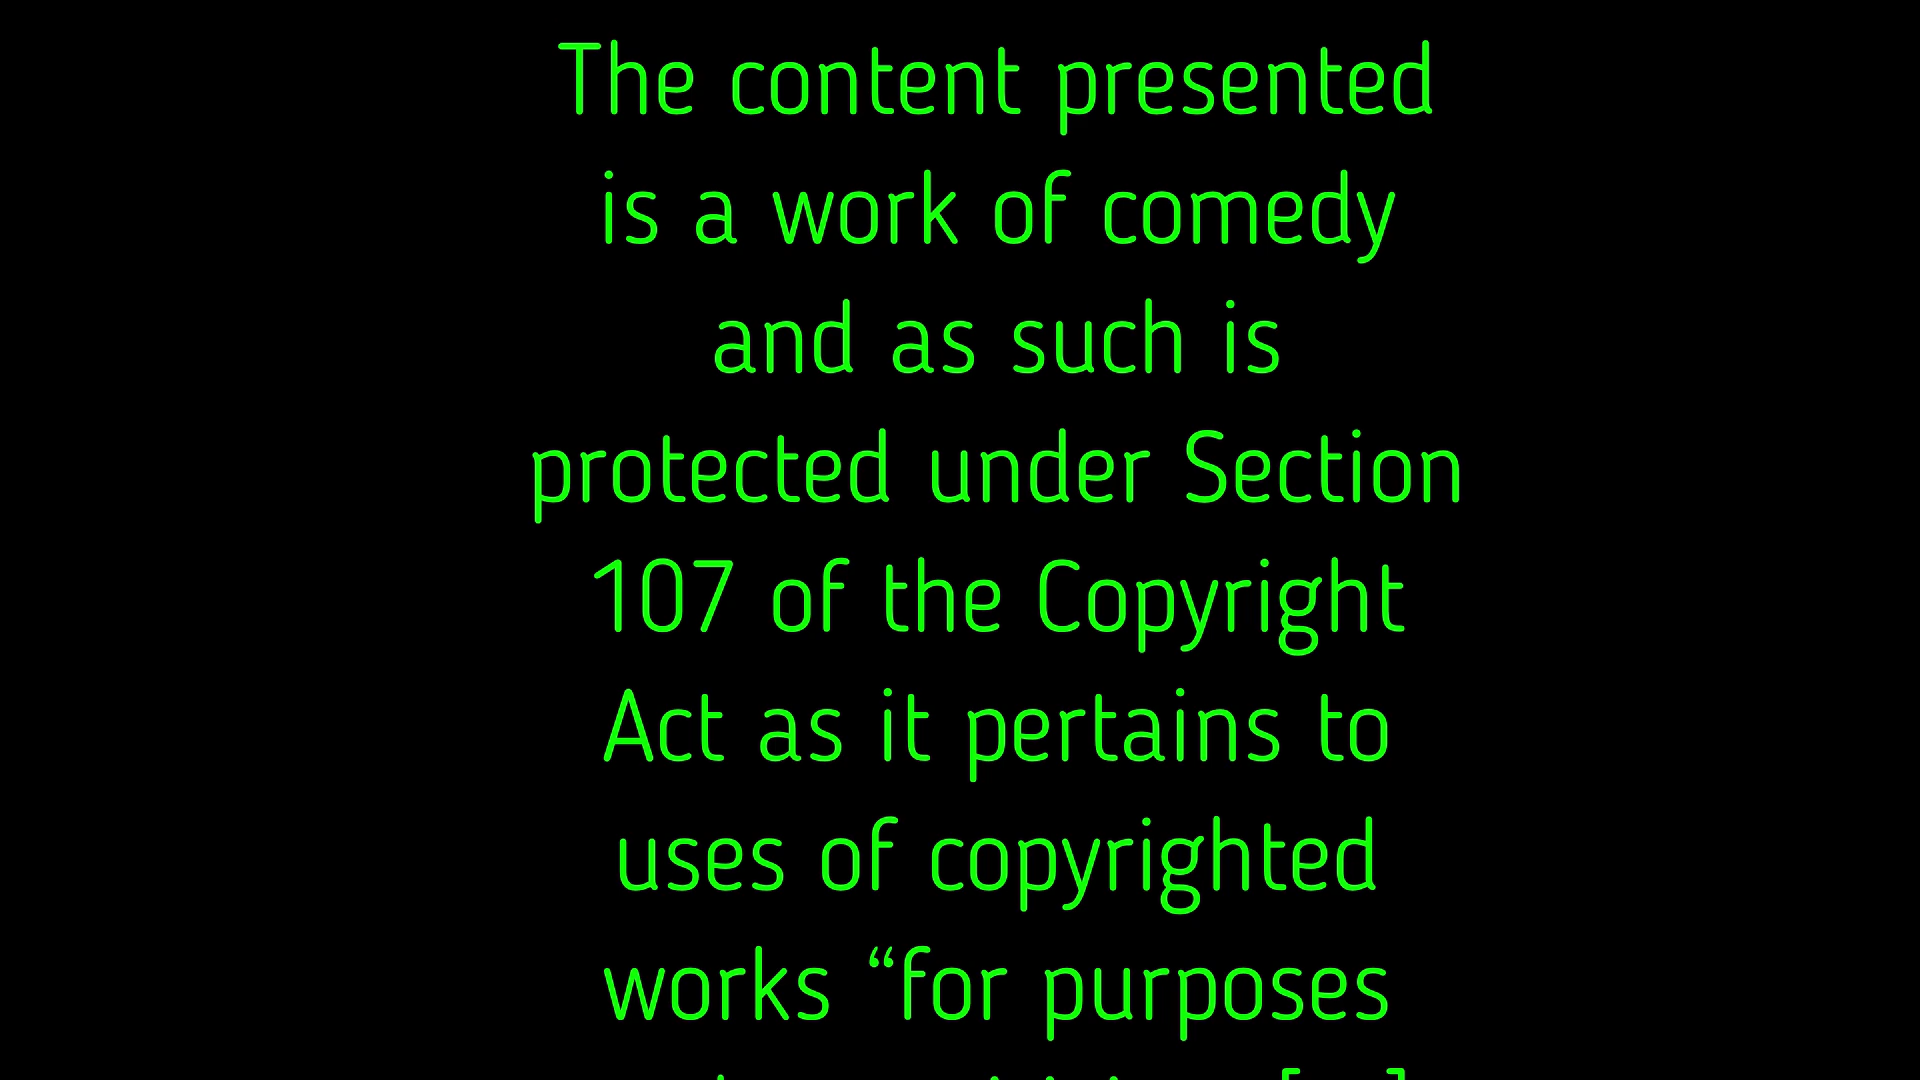 The content presented
is a work of comedy
and as such is
protected under Section
107 of the Copyright
Act as it pertains to
uses of copyrighted
works “for purposes